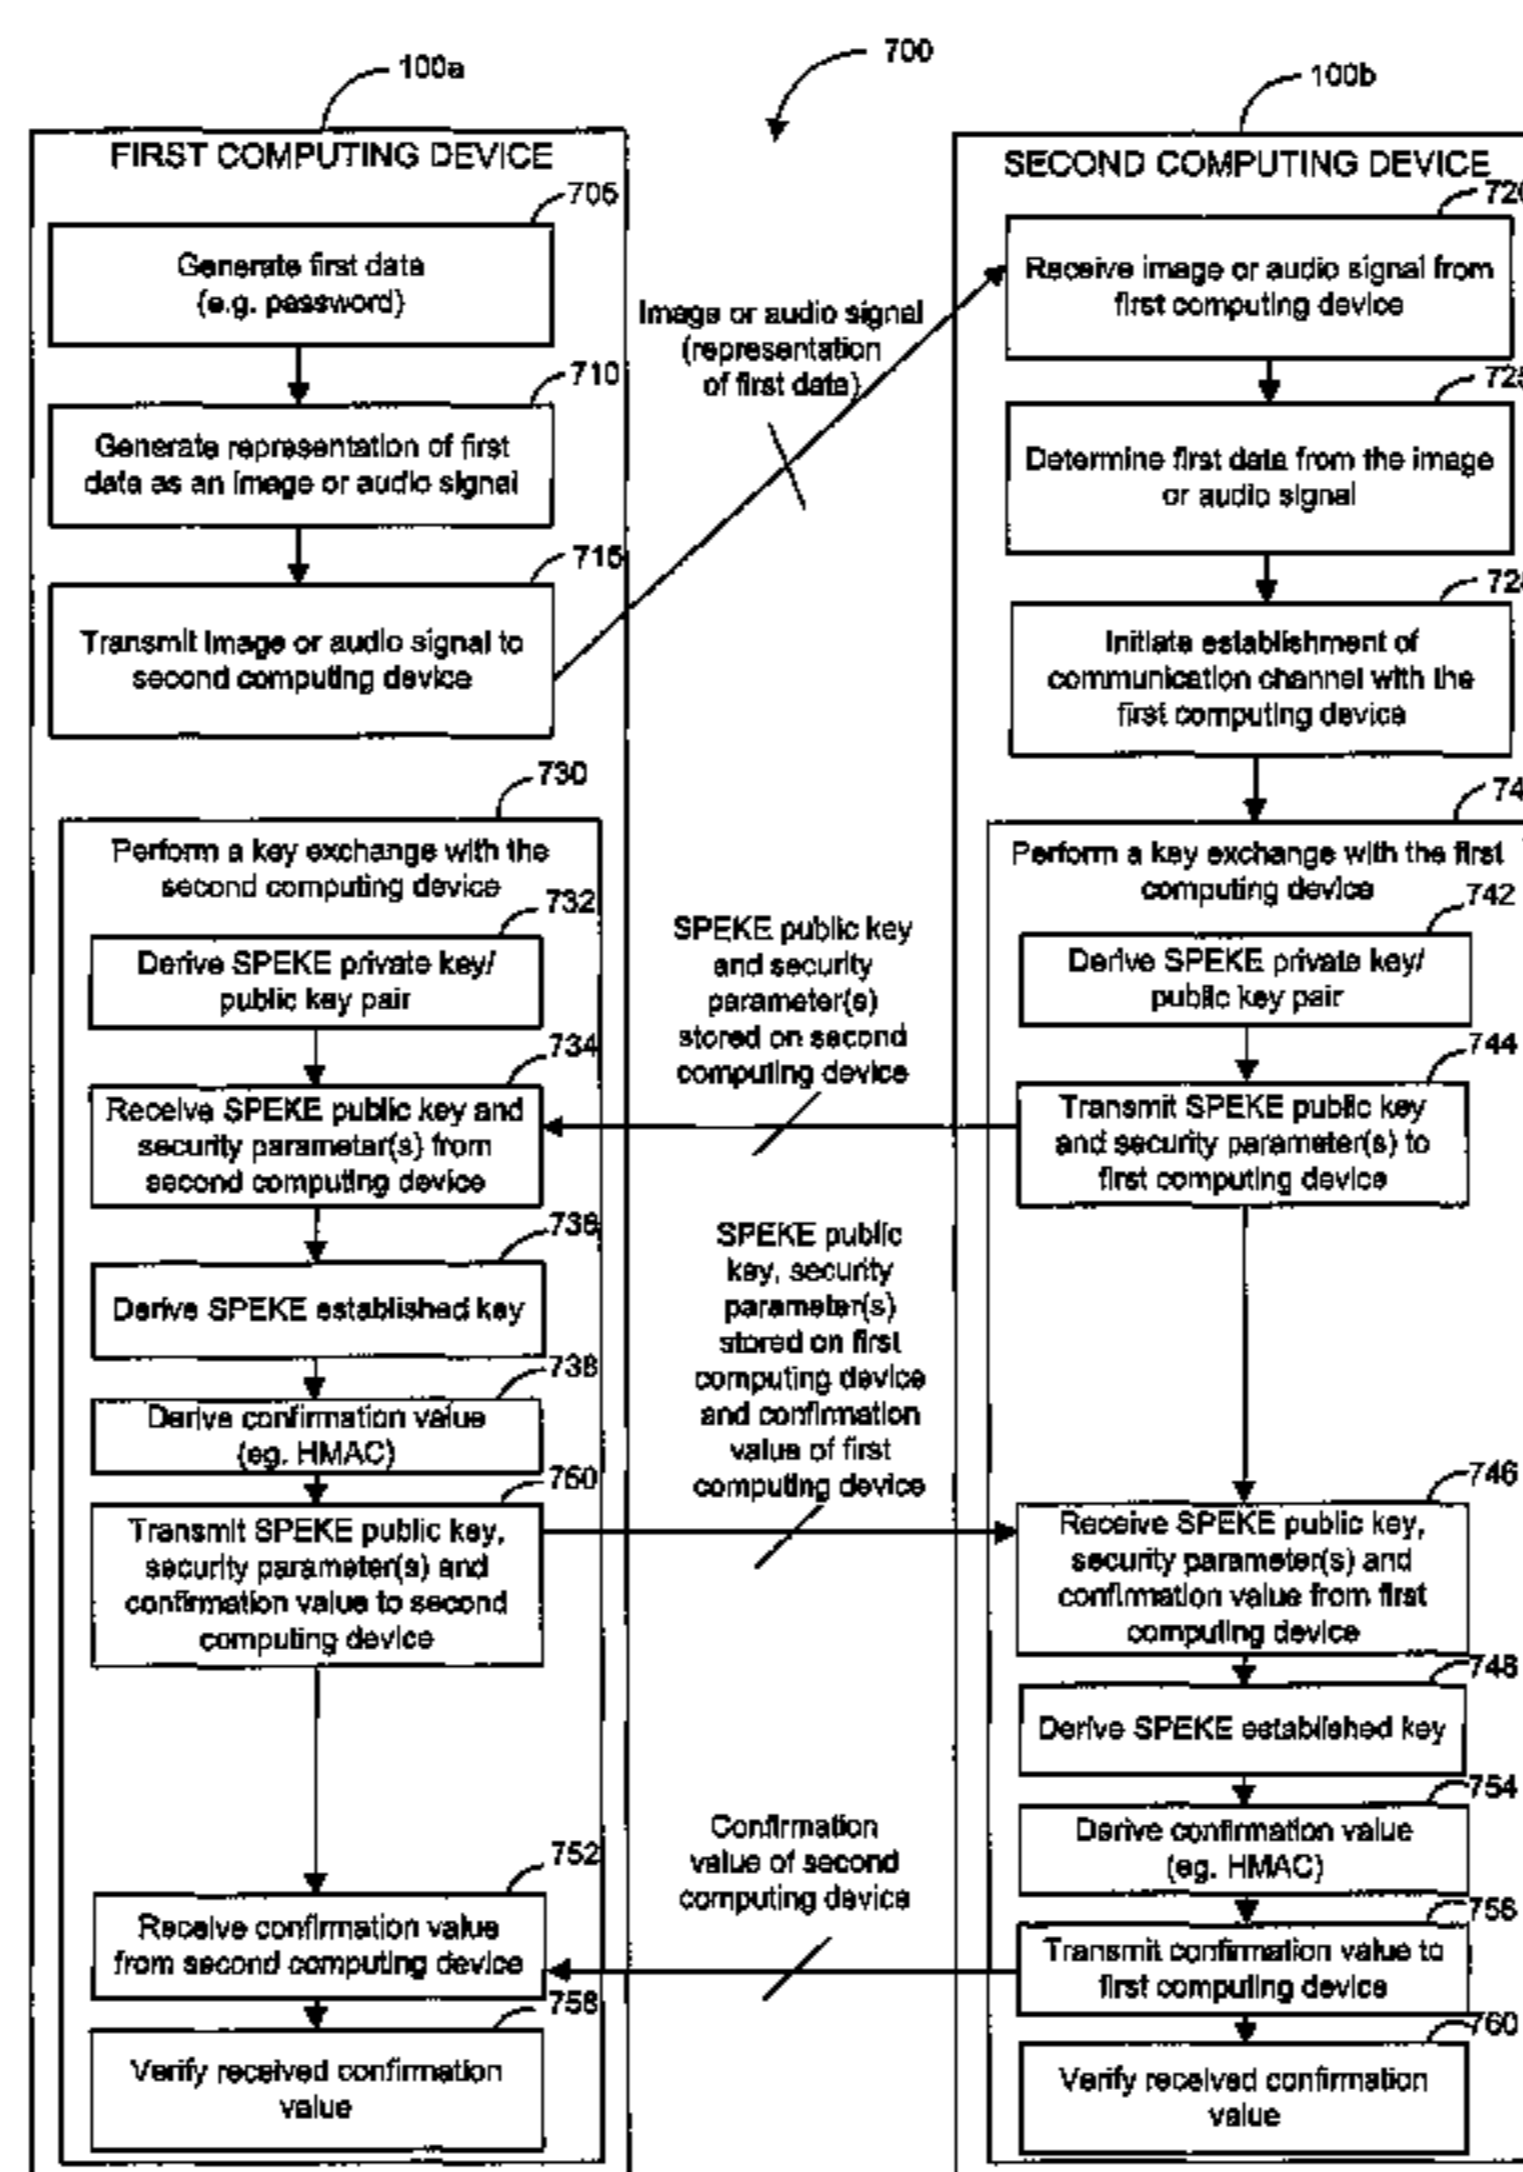 700
100a
FIRST COMPUTING DEVICE
705
Generate first data
(e.g. password)
710
Generate representation of first
data as an image or audio signal
715
Transmit image or audio signal to
second computing device
730
Perform a key exchange with the
second computing device
732
Derive SPEKE private key/
public key pair
734
Receive SPEKE public key and
security parameter(s) from
second computing device
736
Derive SPEKE established key
738
Derive confirmation value
(eg. HMAC)
750
Transmit SPEKE public key,
security parameter(s) and
confirmation value to second
computing device
752
Receive confirmation value
from second computing device
758
Verify received confirmation
value
Image or audio signal
(representation
of first data)
SPEKE public key
and security
parameter(s)
stored on second
computing device
SPEKE public
key, security
parameter(s)
stored on first
computing device
and confirmation
value of first
computing device
Confirmation
value of second
computing device
100b
SECOND COMPUTING DEVICE
Receive image or audio signal from
first computing device
Determine first data from the image
or audio signal
Initiate establishment of
communication channel with the
first computing device
Perform a key exchange with the first
computing device
742
Derive SPEKE private key/
public key pair
744
Transmit SPEKE public key
and security parameter(s) to
first computing device
746
Receive SPEKE public key,
security parameter(s) and
confirmation value from first
computing device
748
Derive SPEKE established key
754
Derive confirmation value
(eg. HMAC)
756
Transmit confirmation value to
first computing device
760
Verify received confirmation
value